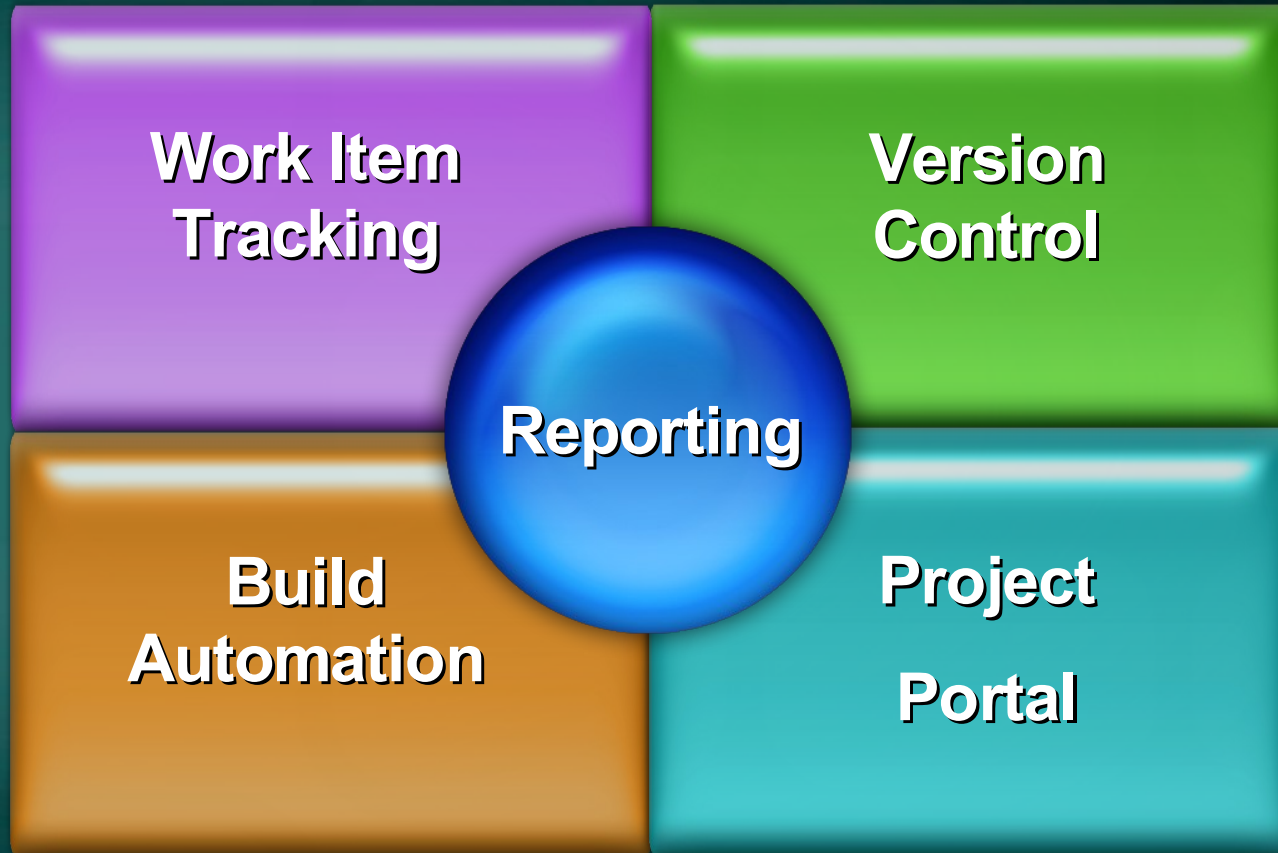 Work Item
Tracking
Version
Control
Reporting
Build
Automation
Project
Portal